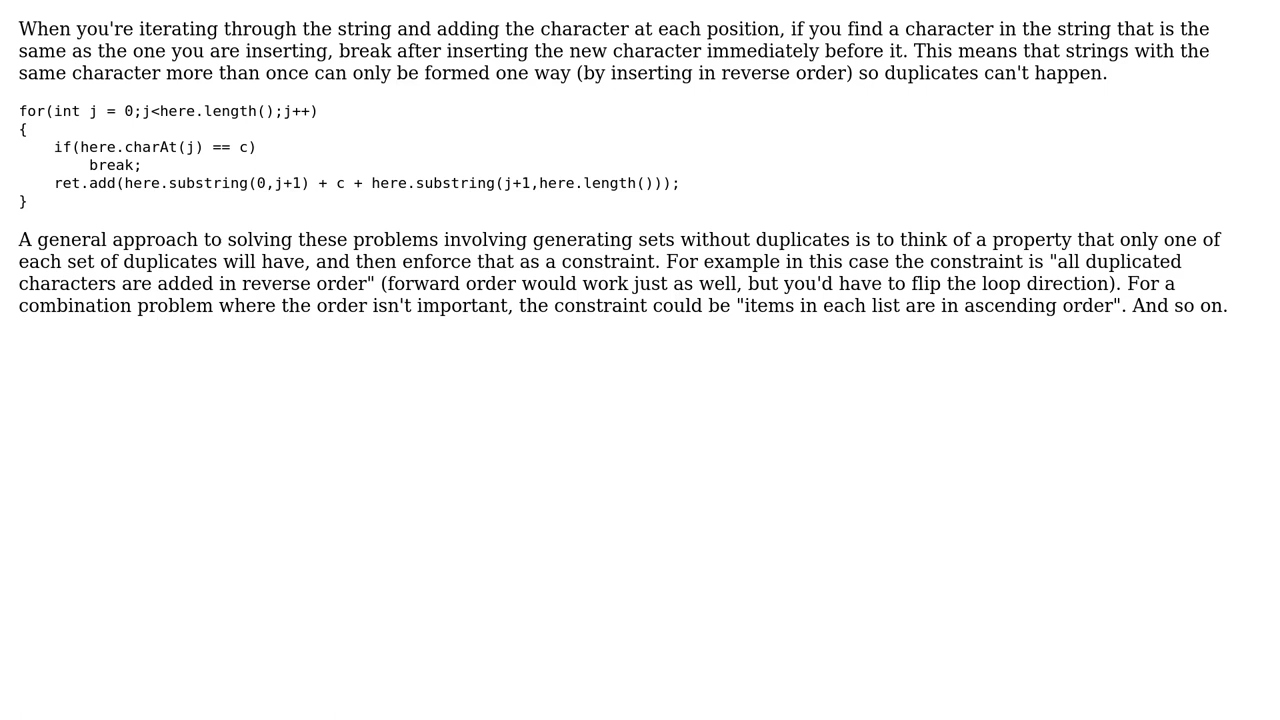 When you're iterating through the string and adding the character at each position, if you find a character in the string that is the
same as the one you are inserting, break after inserting the new character immediately before it. This means that strings with the
same character more than once can only be formed one way (by inserting in reverse order) so duplicates can't happen.
for(int j = 0;j<here.length();j++)
{
    if(here.charAt(j) == c)
        break;
    ret.add(here.substring(0,j+1) + c + here.substring(j+1,here.length()));
}
A general approach to solving these problems involving generating sets without duplicates is to think of a property that only one of
each set of duplicates will have, and then enforce that as a constraint. For example in this case the constraint is "all duplicated
characters are added in reverse order" (forward order would work just as well, but you'd have to flip the loop direction). For a
combination problem where the order isn't important, the constraint could be "items in each list are in ascending order". And so on.